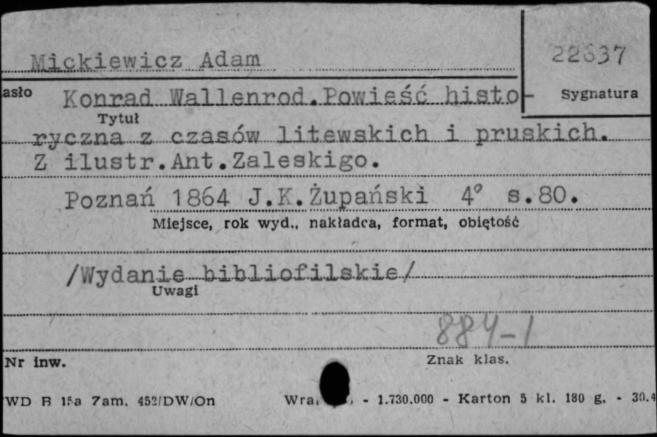 Mickiewicz Adam 22637
asło Konrad Wallenrod.Powieść histo- Sygnatura
Tytuł
ryczna z czasów litewskich i pruskich.
Z ilustr.Ant.Zaleskigo.
Poznań 1864 J.K.Żupański 4° s.80.
Miejsce, rok wyd., nakładca, format, objętość
/Wydanie bibliofilskie/
Uwagi
884-1
Nr inw. Znak klas.
WD B 15a 7am. 452/DW/On - 1.730.000 - Karton 5 kl. 180 g. - 30.4